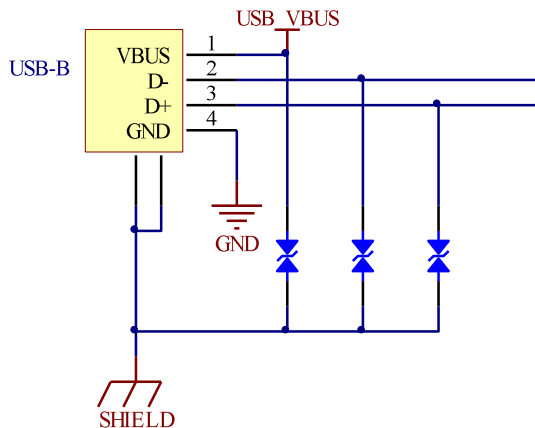 USB_VBUS
USB-B
VBUS 1
D- 2
D+ 3
GND 4
GND
SHIELD